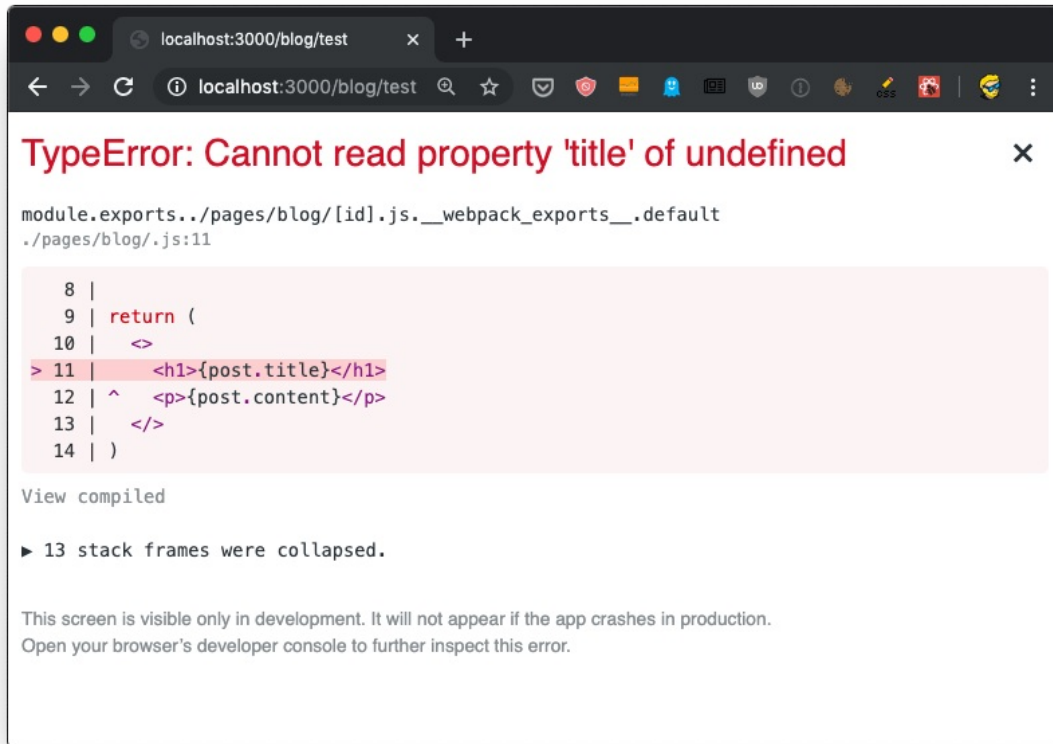 localhost:3000/blog/test
localhost:3000/blog/test
UD
css
TypeError: Cannot read property 'title' of undefined
module.exports../pages/blog/[id].js.__webpack_exports__.default
./pages/blog/.js:11
8 |
9 | return (
10 |   <>
> 11 |     <h1>{post.title}</h1>
12 | ^   <p>{post.content}</p>
13 |   </>
14 | )
View compiled
▶ 13 stack frames were collapsed.
This screen is visible only in development. It will not appear if the app crashes in production.
Open your browser’s developer console to further inspect this error.